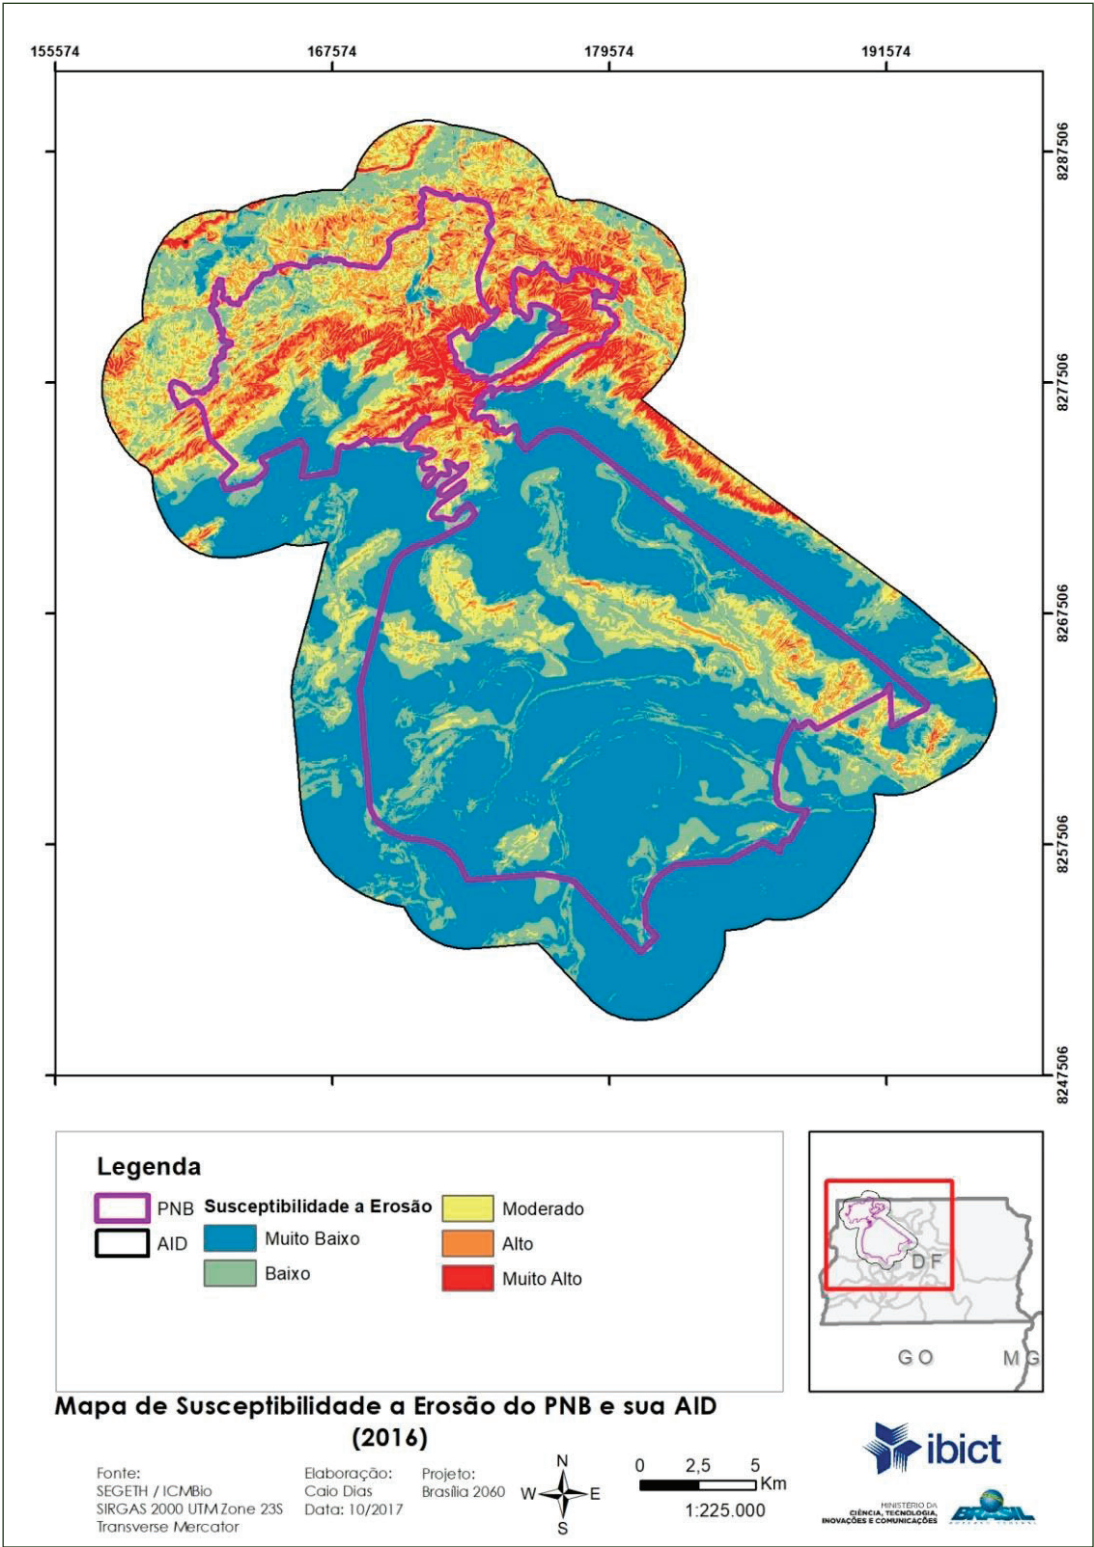 155574
167574
179574
191574
8287506
8277506
8267506
8257506
8247506
Legenda
PNB
AID
Susceptibilidade a Erosão
Muito Baixo
Baixo
Moderado
Alto
Muito Alto
DF
GO
MG
Mapa de Susceptibilidade a Erosão do PNB e sua AID
(2016)
Fonte:
SEGETH / ICMBio
SIRGAS 2000 UTM Zone 23S
Transverse Mercator
Elaboração:
Caio Dias
Data: 10/2017
Projeto:
Brasília 2060
N
W
E
S
0 2,5 5
Km
1:225.000
ibict
MINISTÉRIO DA
CIÊNCIA, TECNOLOGIA,
INOVAÇÕES E COMUNICAÇÕES
BRASIL